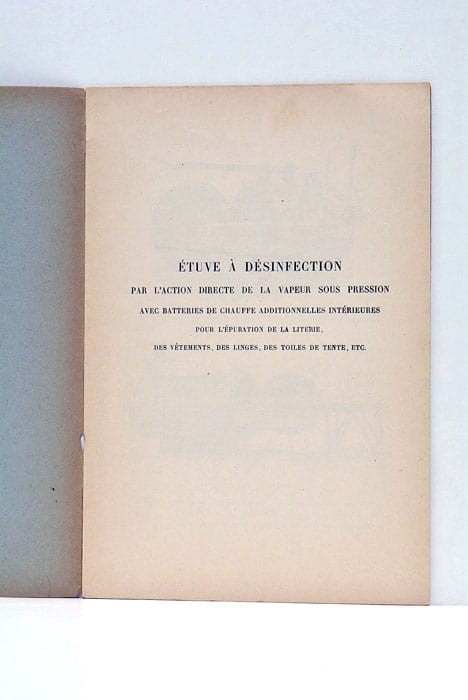 ÉTUVE À DÉSINFECTION
PAR L'ACTION DIRECTE DE LA VAPEUR SOUS PRESSION
AVEC BATTERIES DE CHAUFFE ADDITIONNELLES INTÉRIEURES
POUR L'ÉPURATION DE LA LITERIE,
DES VÊTEMENTS, DES LINGES, DES TOILES DE TENTE, ETC.